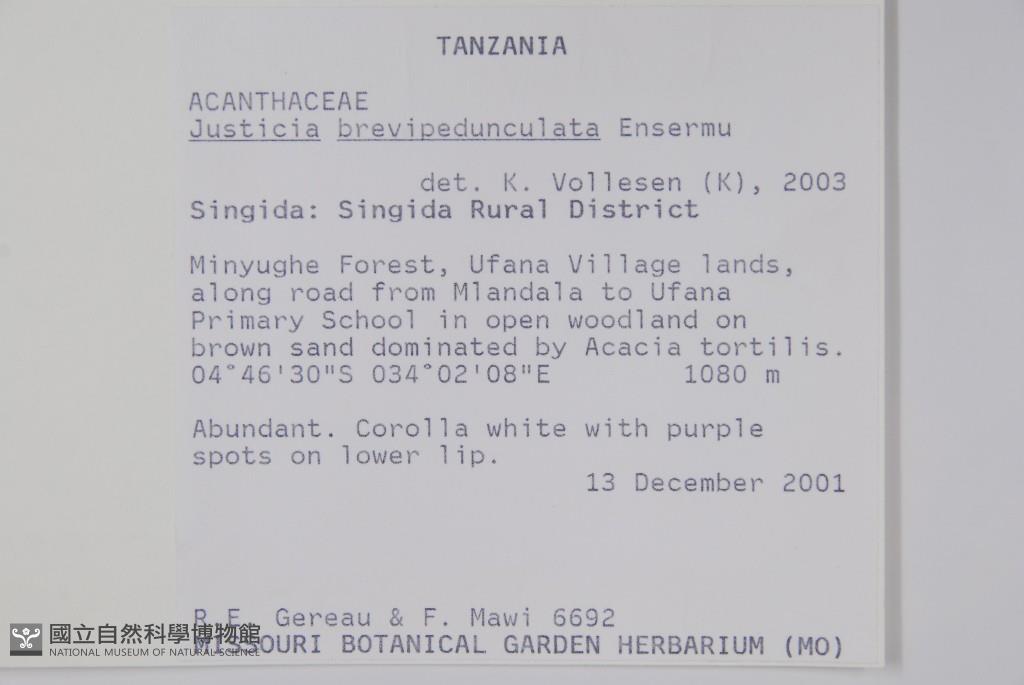 TANZANIA
ACANTHACEAE
Justicia brevipedunculata Ensermu
det. K. Vollesen (K), 2003
Singida: Singida Rural District
Minyughe Forest, Ufana Village lands,
along road from Mlandala to Ufana
Primary School in open woodland on
brown sand dominated by Acacia tortilis.
04°46'30"S 034°02'08"E 1080 m
Abundant. Corolla white with purple
spots on lower lip.
13 December 2001
R.E. Gereau & F. Mawi 6692
MISSOURI BOTANICAL GARDEN HERBARIUM (MO)
國立自然科學博物館
NATIONAL MUSEUM OF NATURAL SCIENCE